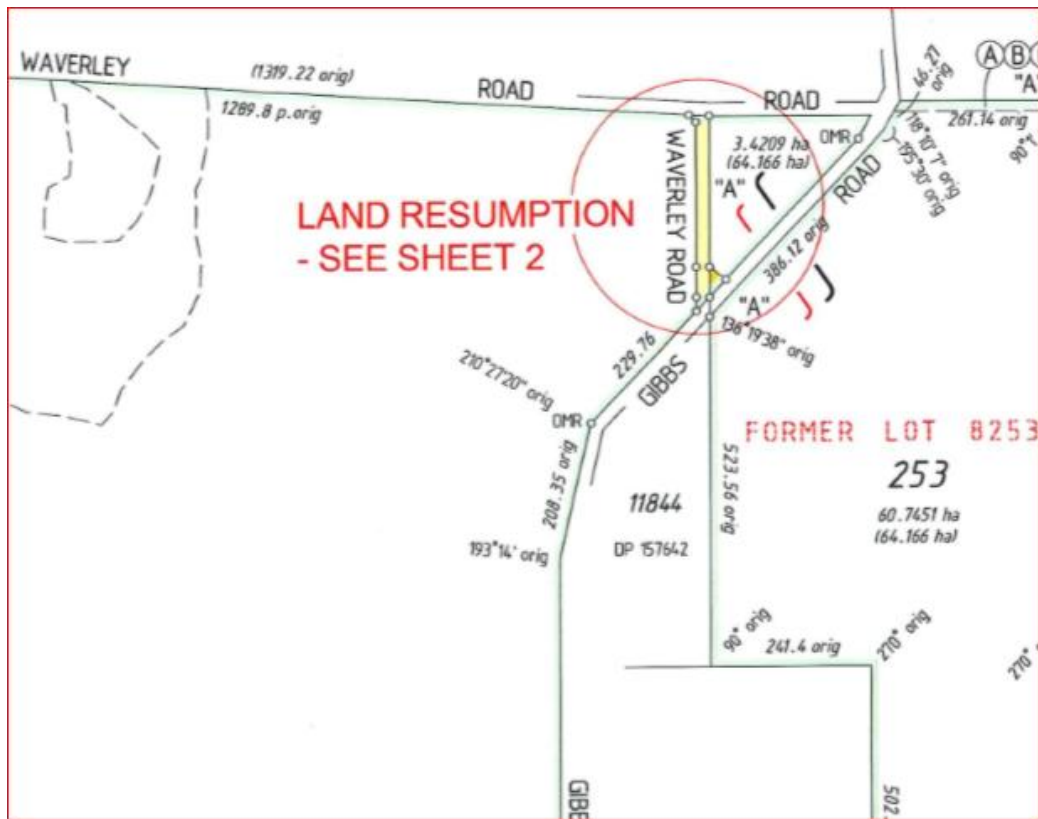 WAVERLEY
(1319.22 orig)
ROAD
ROAD
1289.8 p.orig
46.27
orig
A B
"A"
261.14 orig
118°10'1" orig
195°30' orig
OMR
3.4209 ha
(64.166 ha)
"A"
ROAD
WAVERLEY ROAD
LAND RESUMPTION
- SEE SHEET 2
386.12 orig
"A"
136°19'38" orig
229.76
GIBBS
210°27'20" orig
OMR
FORMER LOT 8253
253
60.7451 ha
(64.166 ha)
208.35 orig
523.56 orig
11844
DP 157642
193°14' orig
90° orig
241.4 orig
270° orig
270°
502.